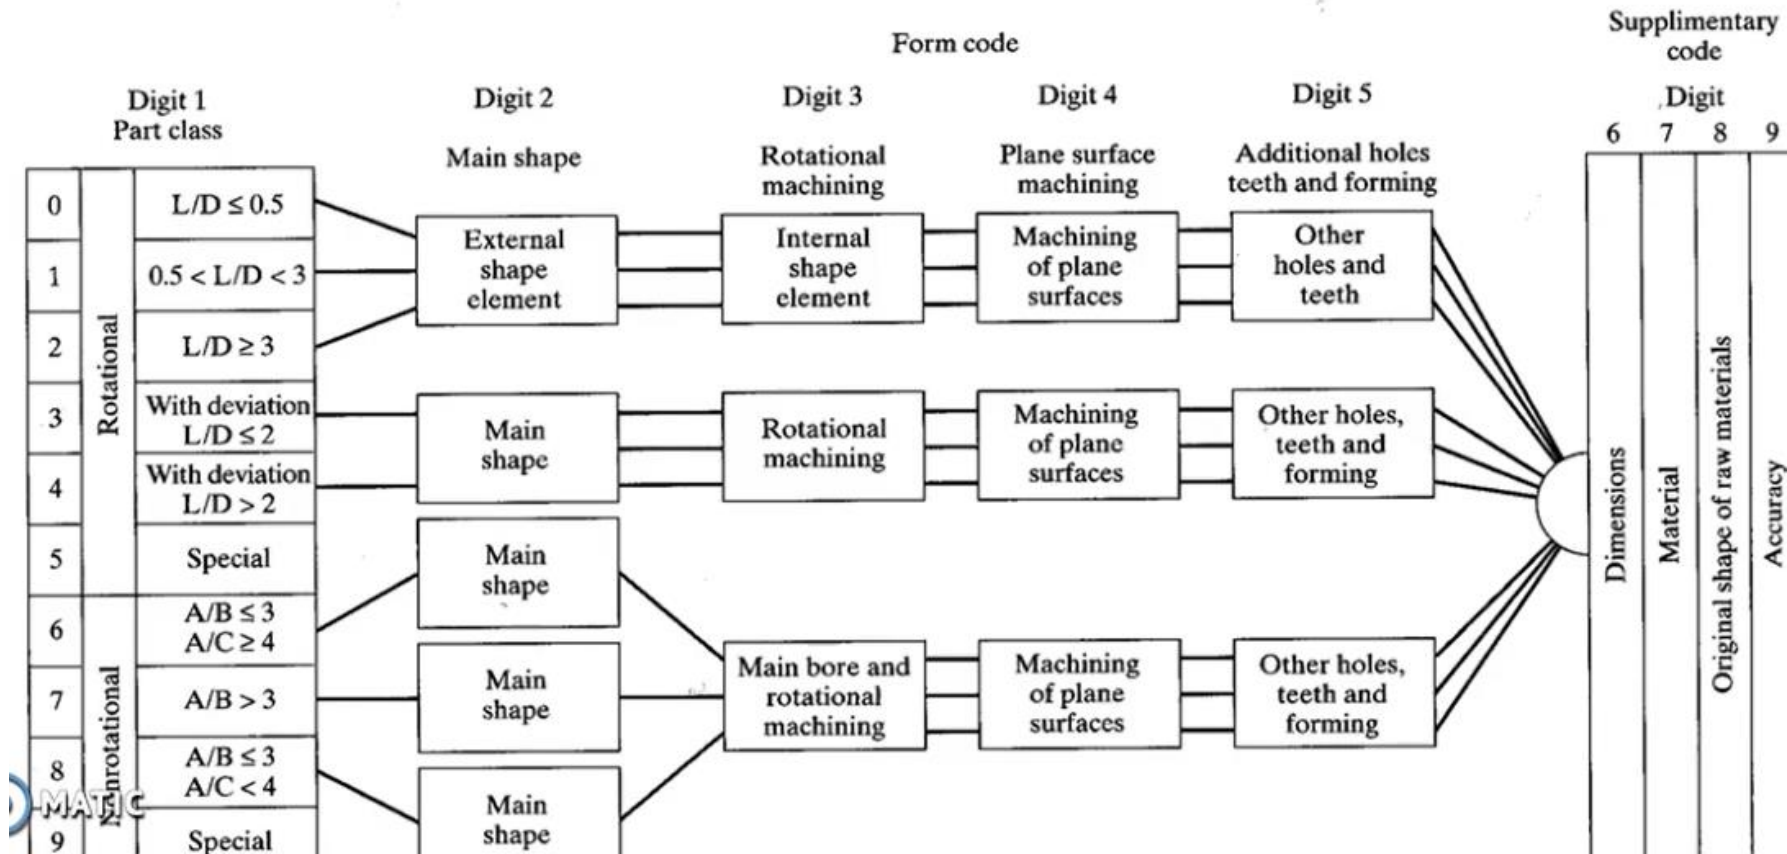 Supplimentary
code
Form code
Digit 1
Part class
Digit 2
Main shape
Digit 3
Rotational
machining
Digit 4
Plane surface
machining
Digit 5
Additional holes
teeth and forming
Digit
6 7 8 9
Rotational
0
L/D ≤ 0.5
1
0.5 < L/D < 3
2
L/D ≥ 3
3
With deviation
L/D ≤ 2
4
With deviation
L/D > 2
5
Special
Nonrotational
6
A/B ≤ 3
A/C ≥ 4
7
A/B > 3
8
A/B ≤ 3
A/C < 4
9
Special
External
shape
element
Internal
shape
element
Machining
of plane
surfaces
Other
holes and
teeth
Main
shape
Rotational
machining
Machining
of plane
surfaces
Other holes,
teeth and
forming
Main
shape
Main
shape
Main
shape
Main bore and
rotational
machining
Machining
of plane
surfaces
Other holes,
teeth and
forming
Dimensions
Material
Original shape of raw materials
Accuracy
MATIC